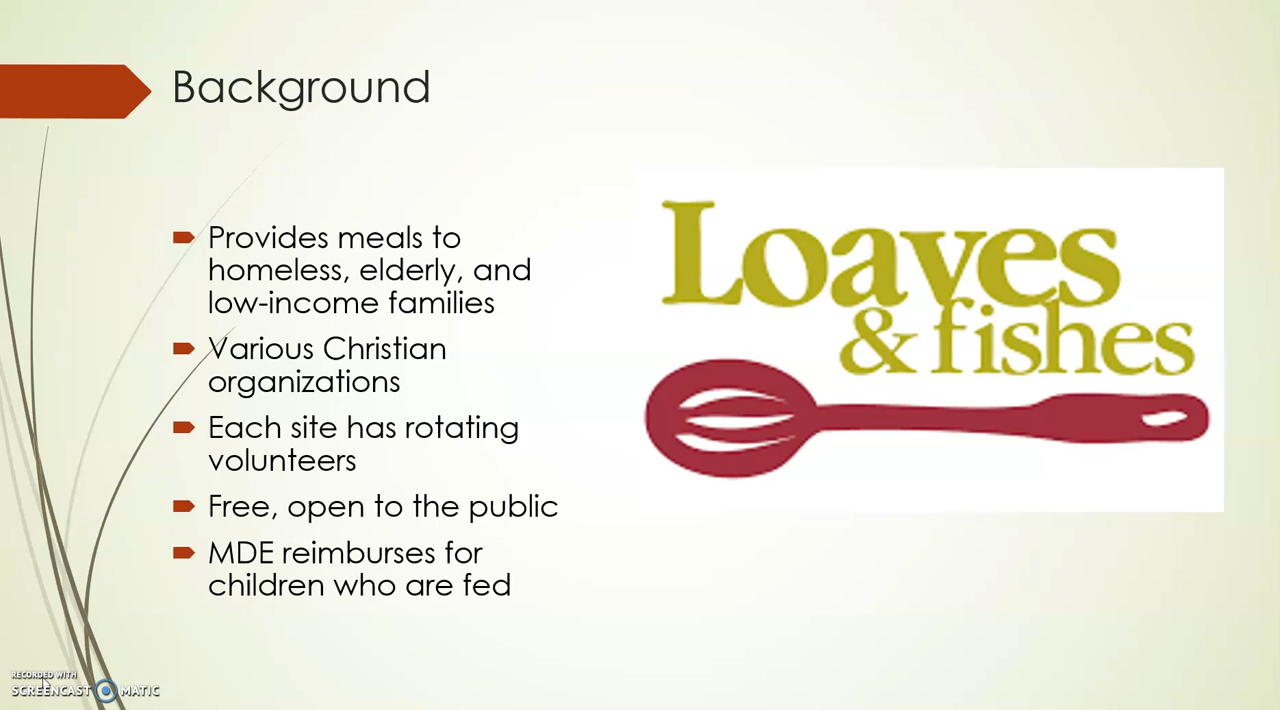 Background
Provides meals to
homeless, elderly, and
low-income families
Various Christian
organizations
Each site has rotating
volunteers
Free, open to the public
MDE reimburses for
children who are fed
Loaves
& fishes
RECORDED WITH
SCREENCAST MATIC